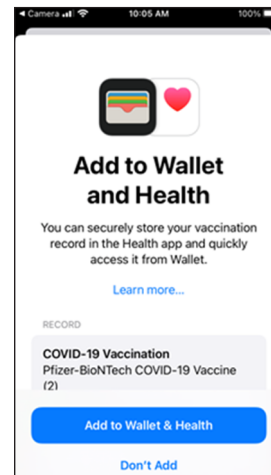 ◀ Camera 10:05 AM 100%
Add to Wallet
and Health
You can securely store your vaccination
record in the Health app and quickly
access it from Wallet.
Learn more...
RECORD
COVID-19 Vaccination
Pfizer-BioNTech COVID-19 Vaccine
(2)
Add to Wallet & Health
Don't Add